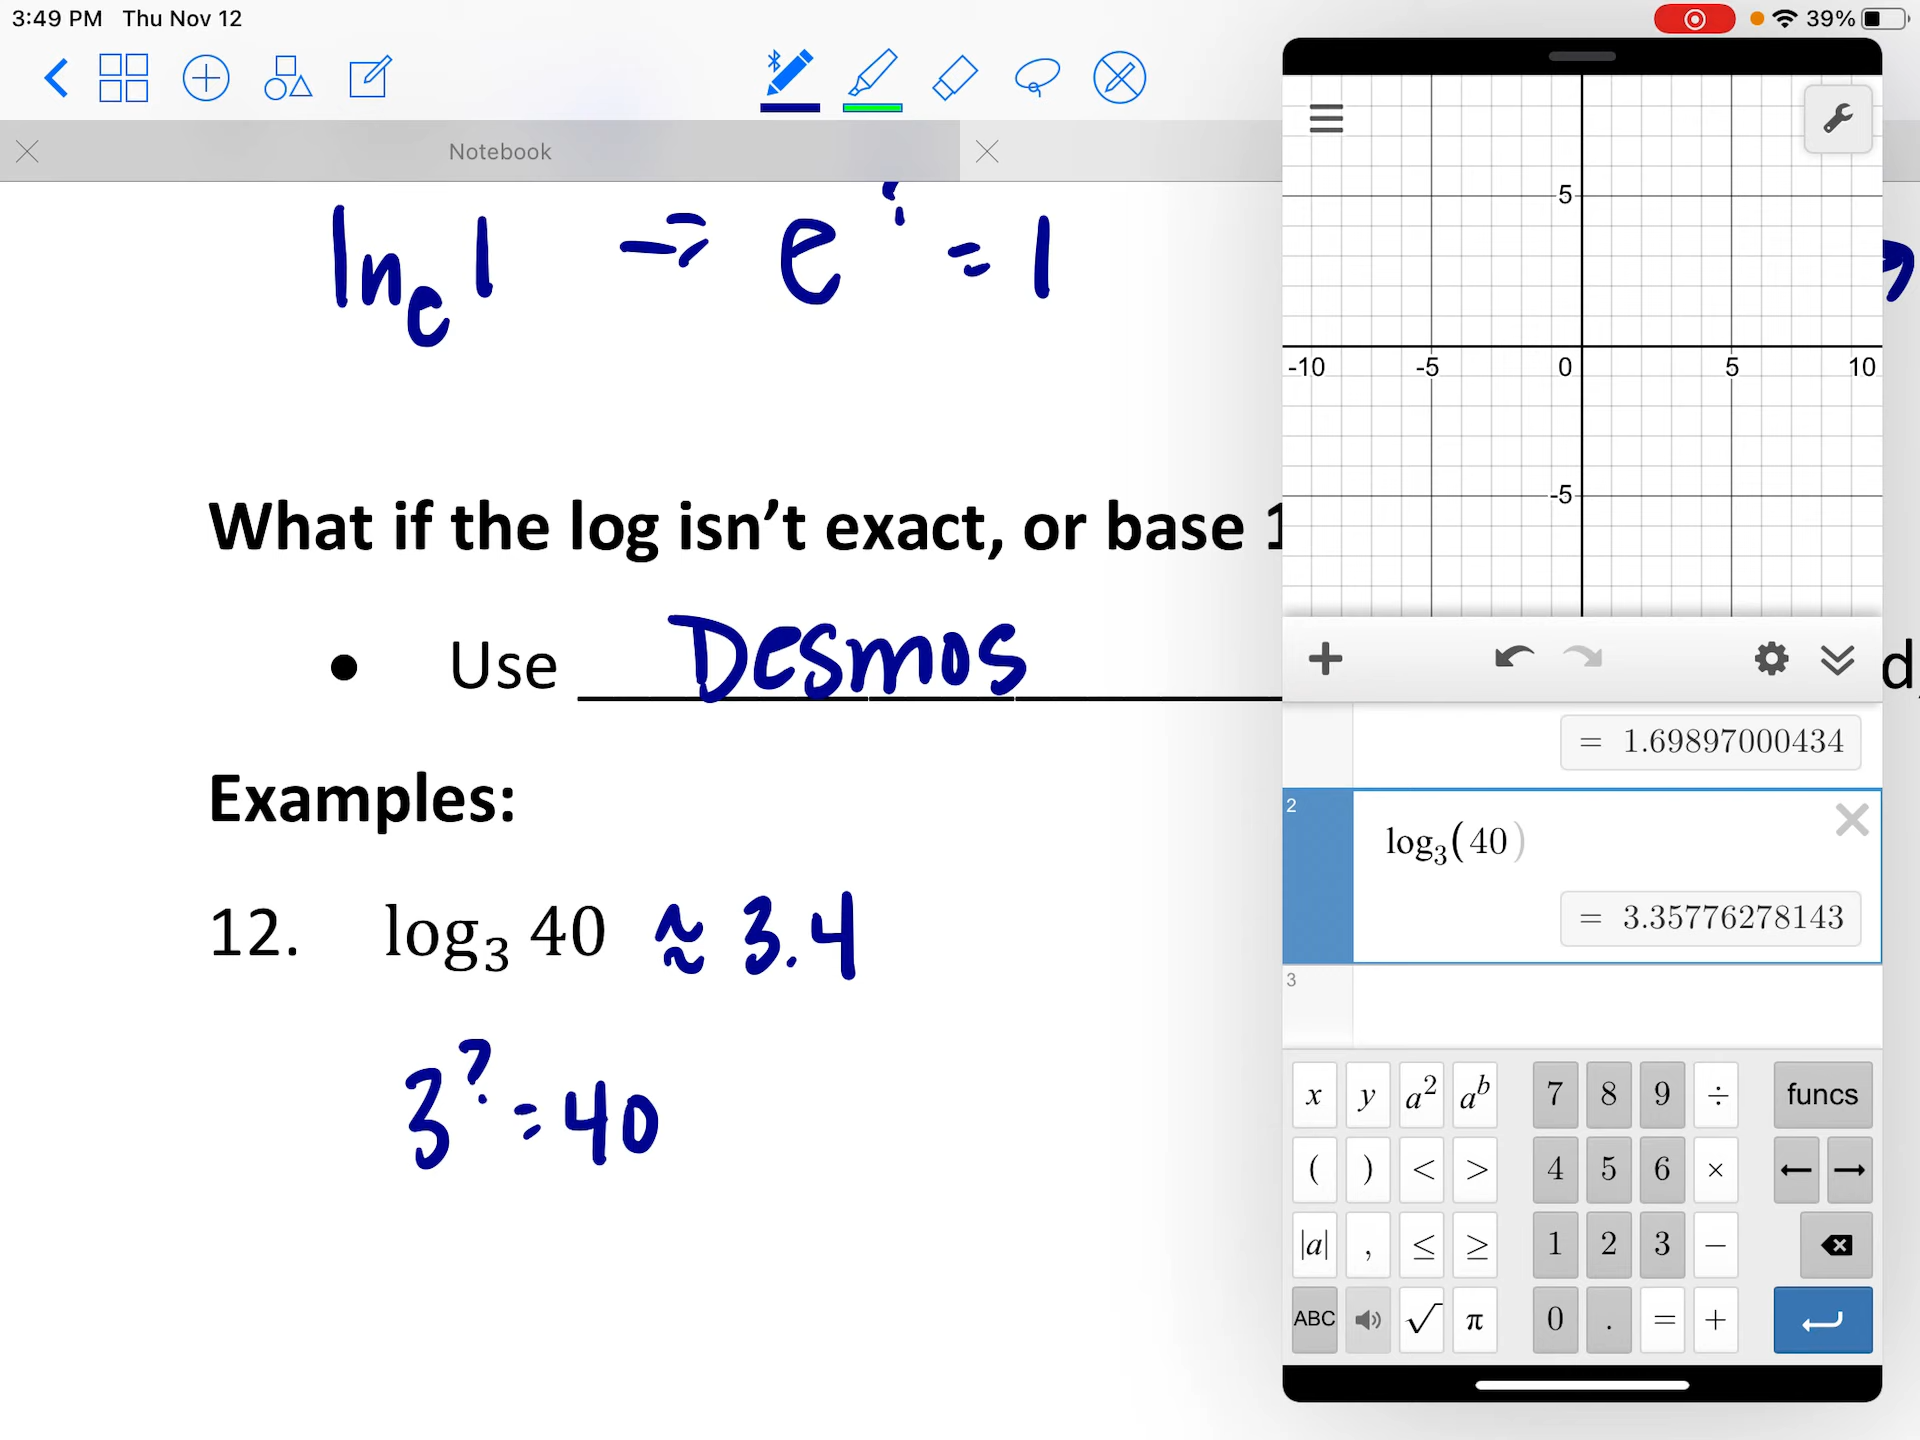 3:49 PM Thu Nov 12
39%
Notebook
ln_e 1 → e^? = 1
What if the log isn't exact, or base 1
• Use Desmos
d,
Examples:
12. log₃ 40 ≈ 3.4
3^? = 40
5
-10 -5 0 5 10
-5
= 1.69897000434
2
log₃(40)
= 3.35776278143
3
x y a² aᵇ 7 8 9 ÷ funcs
( ) < > 4 5 6 × ← →
|a| , ≤ ≥ 1 2 3 −
ABC √ π 0 . = +